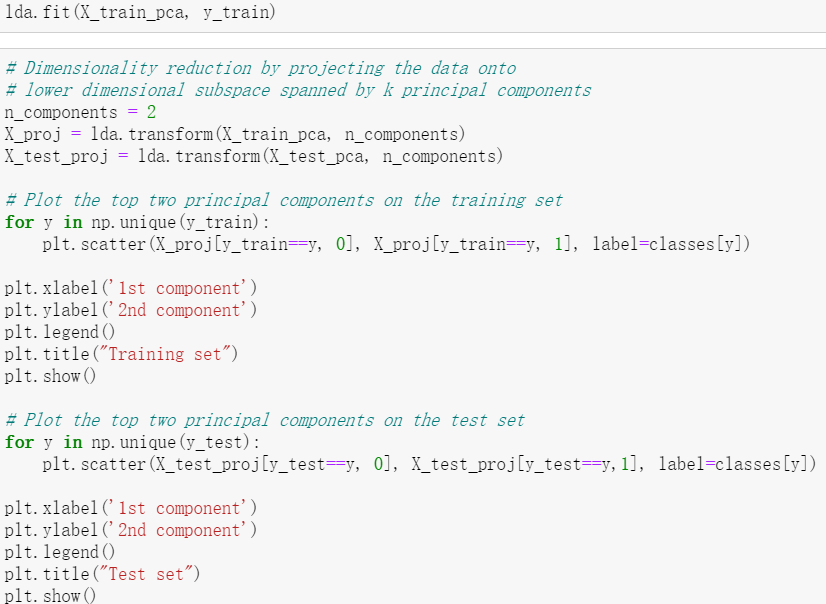 lda.fit(X_train_pca, y_train)
# Dimensionality reduction by projecting the data onto
# lower dimensional subspace spanned by k principal components
n_components = 2
X_proj = lda.transform(X_train_pca, n_components)
X_test_proj = lda.transform(X_test_pca, n_components)
# Plot the top two principal components on the training set
for y in np.unique(y_train):
    plt.scatter(X_proj[y_train==y, 0], X_proj[y_train==y, 1], label=classes[y])
plt.xlabel('1st component')
plt.ylabel('2nd component')
plt.legend()
plt.title("Training set")
plt.show()
# Plot the top two principal components on the test set
for y in np.unique(y_test):
    plt.scatter(X_test_proj[y_test==y, 0], X_test_proj[y_test==y,1], label=classes[y])
plt.xlabel('1st component')
plt.ylabel('2nd component')
plt.legend()
plt.title("Test set")
plt.show()